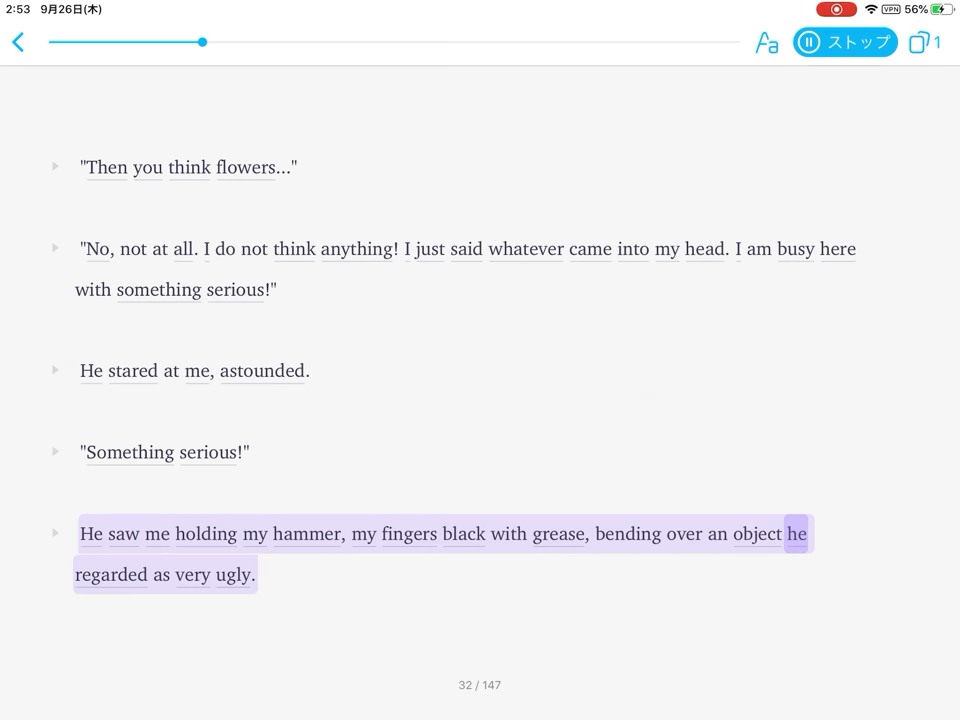 2:53 9月26日(木)
VPN 56%
ぁあ ストップ 1
"Then you think flowers..."
"No, not at all. I do not think anything! I just said whatever came into my head. I am busy here
with something serious!"
He stared at me, astounded.
"Something serious!"
He saw me holding my hammer, my fingers black with grease, bending over an object he
regarded as very ugly.
32 / 147